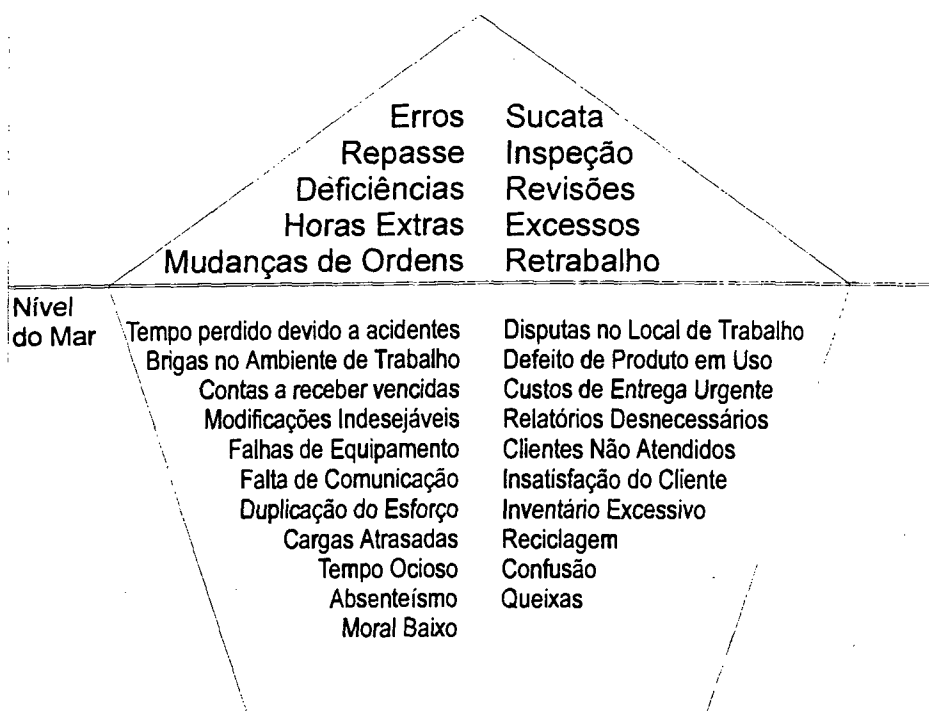 Erros Sucata
Repasse Inspeção
Deficiências Revisões
Horas Extras Excessos
Mudanças de Ordens Retrabalho
Nível
do Mar
Tempo perdido devido a acidentes Disputas no Local de Trabalho
Brigas no Ambiente de Trabalho Defeito de Produto em Uso
Contas a receber vencidas Custos de Entrega Urgente
Modificações Indesejáveis Relatórios Desnecessários
Falhas de Equipamento Clientes Não Atendidos
Falta de Comunicação Insatisfação do Cliente
Duplicação do Esforço Inventário Excessivo
Cargas Atrasadas Reciclagem
Tempo Ocioso Confusão
Absenteísmo Queixas
Moral Baixo